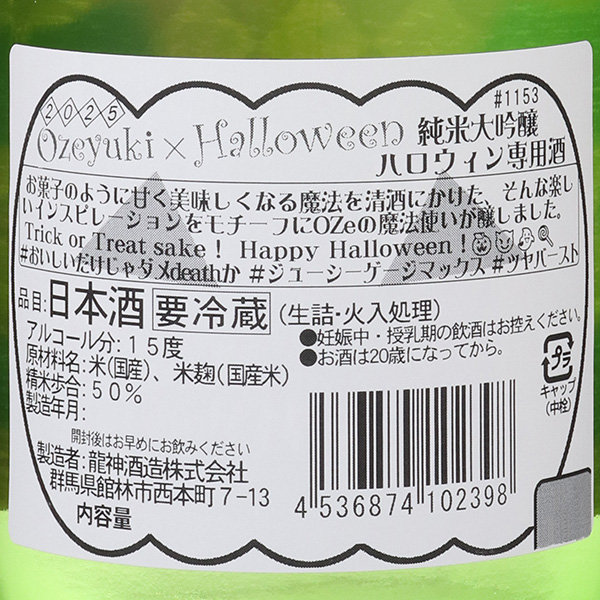 2025
#1153
Ozeyuki × Halloween 純米大吟醸
ハロウィン専用酒
お菓子のように甘く美味しくなる魔法を清酒にかけた、そんな楽し
いインスピレーションをモチーフにOZeの魔法使いが醸しました。
Trick or Treat sake! Happy Halloween!
#おいしいだけじゃダメdeathか #ジューシーゲージマックス #ツヤバースト
品目:日本酒 要冷蔵 (生詰・火入処理)
アルコール分:15度
原材料名:米(国産)、米麹(国産米)
精米歩合:50%
製造年月:
●妊娠中・授乳期の飲酒はお控えください。
●お酒は20歳になってから。
プラ
キャップ
(中栓)
開封後はお早めにお飲みください
製造者:龍神酒造株式会社
群馬県館林市西本町7-13
内容量
4 536874 102398